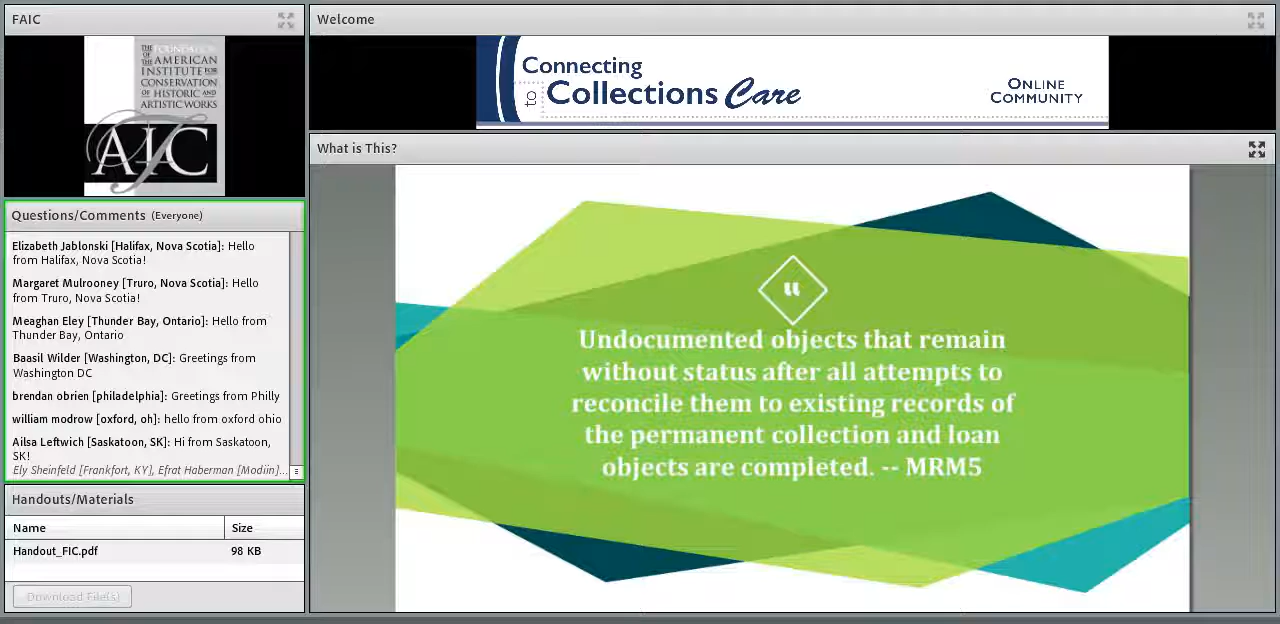 FAIC
THE FOUNDATION
OF THE AMERICAN
INSTITUTE FOR
CONSERVATION
OF HISTORIC AND
ARTISTIC WORKS
AIC
Questions/Comments (Everyone)
Elizabeth Jablonski [Halifax, Nova Scotia]: Hello
from Halifax, Nova Scotia!
Margaret Mulrooney [Truro, Nova Scotia]: Hello
from Truro, Nova Scotia!
Meaghan Eley [Thunder Bay, Ontario]: Hello from
Thunder Bay, Ontario
Baasil Wilder [Washington, DC]: Greetings from
Washington DC
brendan obrien [philadelphia]: Greetings from Philly
william modrow [oxford, oh]: hello from oxford ohio
Ailsa Leftwich [Saskatoon, SK]: Hi from Saskatoon,
SK!
Ely Sheinfeld [Frankfort, KY], Efrat Haberman [Modiin]...
Handouts/Materials
Name Size
Handout_FIC.pdf 98 KB
Download File(s)
Welcome
Connecting
to Collections Care
ONLINE
COMMUNITY
What is This?
“
Undocumented objects that remain
without status after all attempts to
reconcile them to existing records of
the permanent collection and loan
objects are completed. -- MRM5